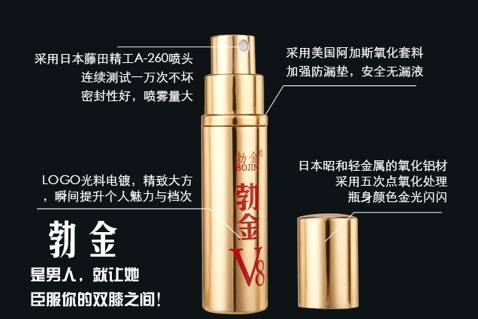 采用日本藤田精工A-260喷头
连续测试一万次不坏
密封性好，喷雾量大
采用美国阿加斯氧化套料
加强防漏垫，安全无漏液
勃金
BOJIN
勃金
V8
LOGO光料电镀，精致大方
，瞬间提升个人魅力与档次
日本昭和轻金属的氧化铝材
采用五次点氧化处理
瓶身颜色金光闪闪
勃金
是男人，就让她
臣服你的双膝之间！